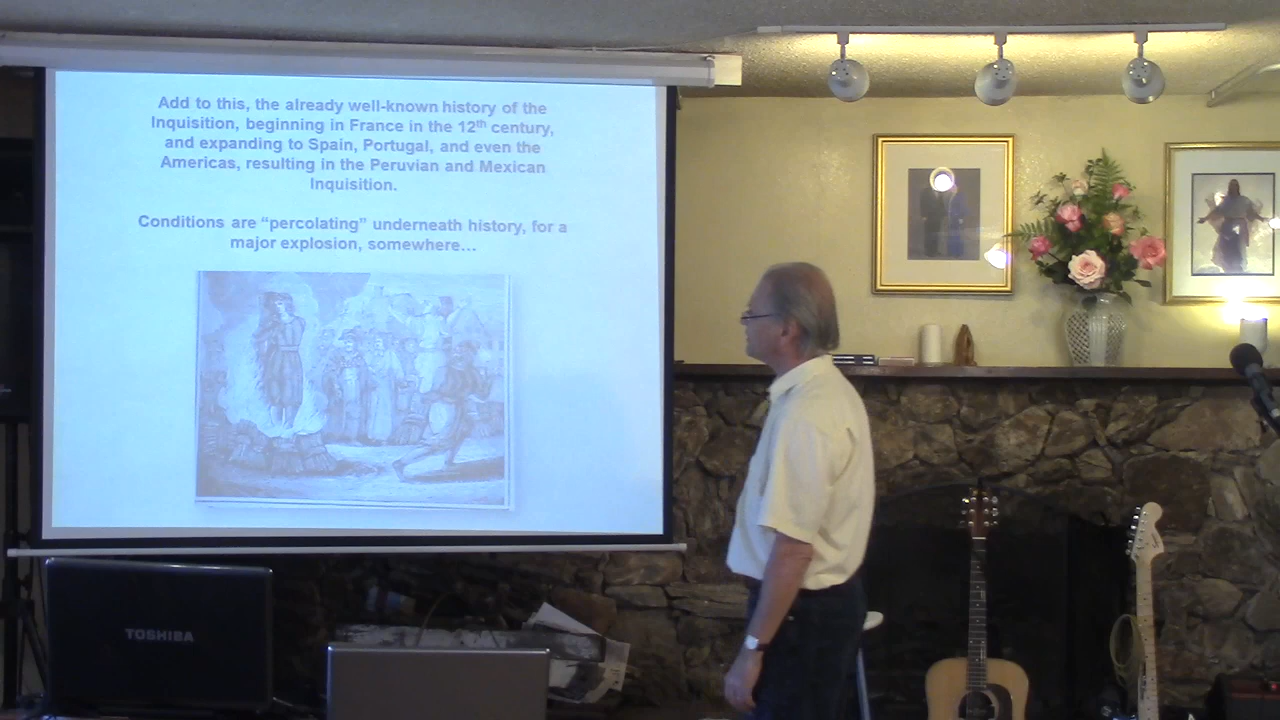 Add to this, the already well-known history of the
Inquisition, beginning in France in the 12th century,
and expanding to Spain, Portugal, and even the
Americas, resulting in the Peruvian and Mexican
Inquisition.
Conditions are “percolating” underneath history, for a
major explosion, somewhere…
TOSHIBA